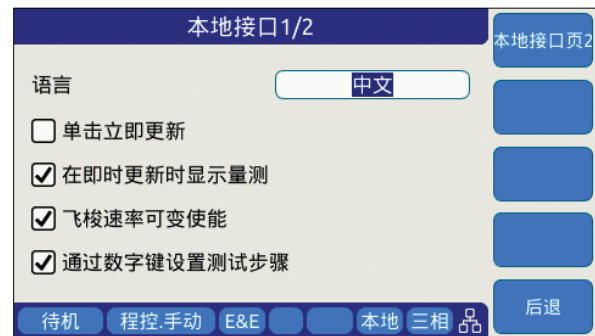 本地接口1/2
本地接口页2
语言
中文
单击立即更新
在即时更新时显示量测
飞梭速率可变使能
通过数字键设置测试步骤
后退
待机 程控.手动 E&E 本地 三相